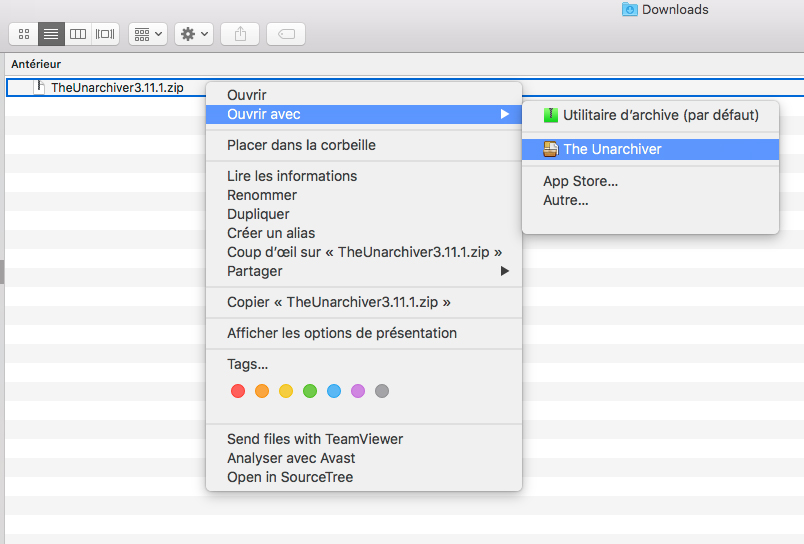 Downloads
Antérieur
TheUnarchiver3.11.1.zip
Ouvrir
Ouvrir avec
Utilitaire d'archive (par défaut)
The Unarchiver
App Store...
Autre...
Placer dans la corbeille
Lire les informations
Renommer
Dupliquer
Créer un alias
Coup d'œil sur « TheUnarchiver3.11.1.zip »
Partager
Copier « TheUnarchiver3.11.1.zip »
Afficher les options de présentation
Tags...
Send files with TeamViewer
Analyser avec Avast
Open in SourceTree